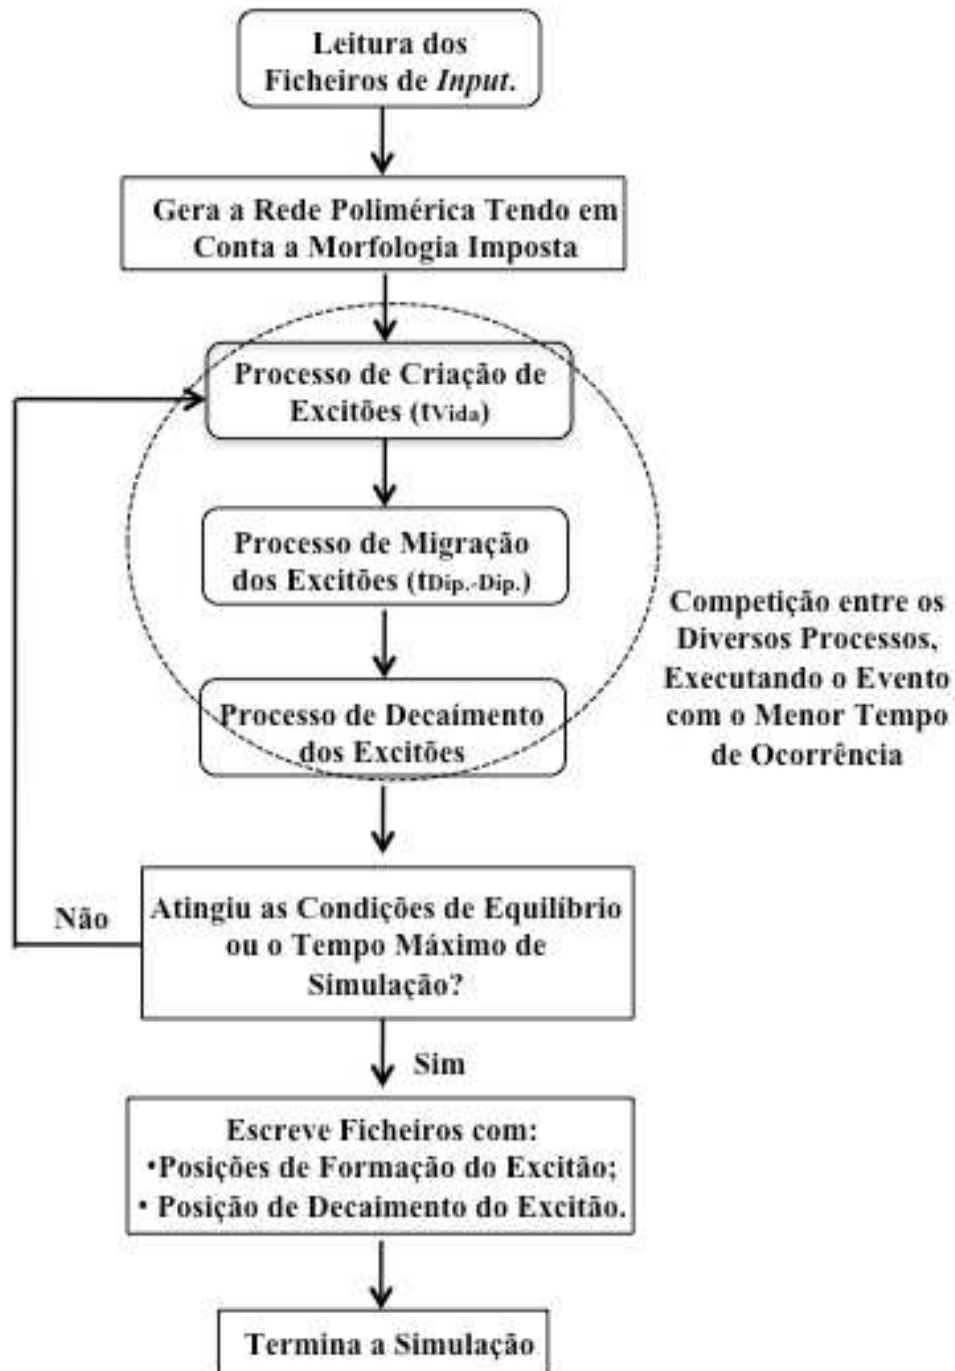 Leitura dos
Ficheiros de Input.
Gera a Rede Polimérica Tendo em
Conta a Morfologia Imposta
Processo de Criação de
Excitões (tVida)
Processo de Migração
dos Excitões (tDip.-Dip.)
Processo de Decaimento
dos Excitões
Competição entre os
Diversos Processos,
Executando o Evento
com o Menor Tempo
de Ocorrência
Atingiu as Condições de Equilíbrio
ou o Tempo Máximo de
Simulação?
Não
Sim
Escreve Ficheiros com:
•Posições de Formação do Excitão;
• Posição de Decaimento do Excitão.
Termina a Simulação